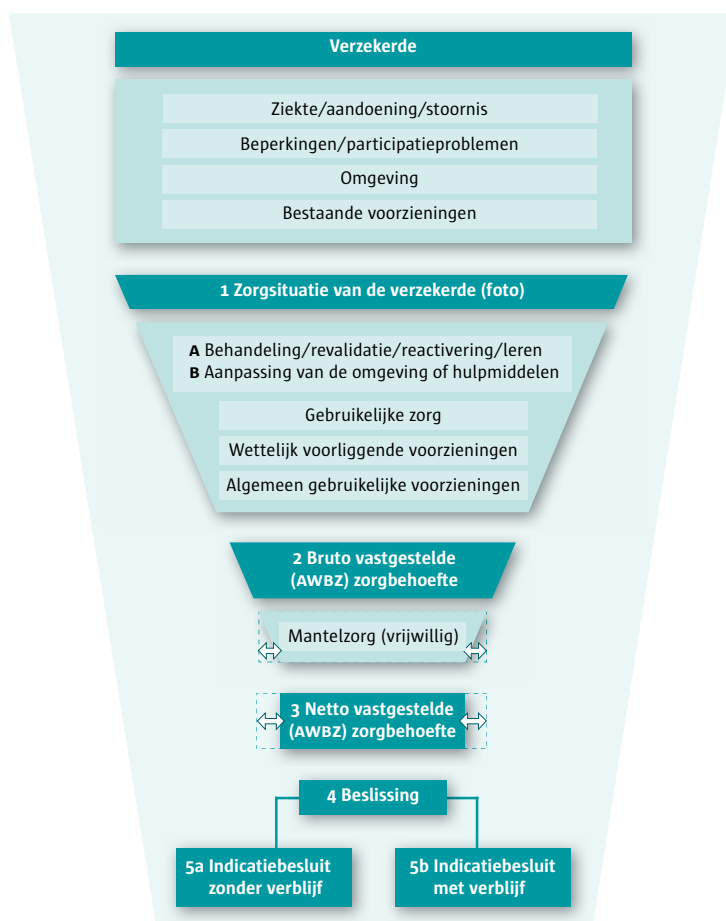 Verzekerde
Ziekte/aandoening/stoornis
Beperkingen/participatieproblemen
Omgeving
Bestaande voorzieningen
1 Zorgsituatie van de verzekerde (foto)
A Behandeling/revalidatie/reactivering/leren
B Aanpassing van de omgeving of hulpmiddelen
Gebruikelijke zorg
Wettelijk voorliggende voorzieningen
Algemeen gebruikelijke voorzieningen
2 Bruto vastgestelde
(AWBZ) zorgbehoefte
Mantelzorg (vrijwillig)
3 Netto vastgestelde
(AWBZ) zorgbehoefte
4 Beslissing
5a Indicatiebesluit
zonder verblijf
5b Indicatiebesluit
met verblijf